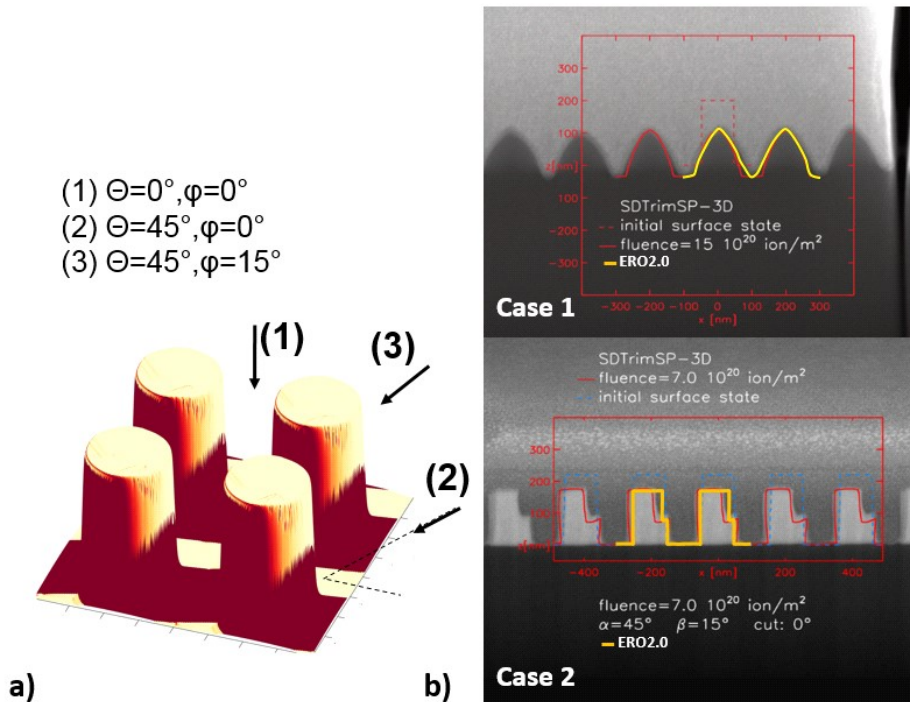 (1) Θ=0°,φ=0°
(2) Θ=45°,φ=0°
(3) Θ=45°,φ=15°
(1)
(3)
(2)
a)
b)
300
200
100
z[nm]
-100
-200
-300
SDTrimSP-3D
initial surface state
fluence=15 10²⁰ ion/m²
ERO2.0
-300 -200 -100 0 100 200 300
x [nm]
Case 1
SDTrimSP-3D
fluence=7.0 10²⁰ ion/m²
initial surface state
300
200
100
z[nm]
-400 -200 0 200 400
x [nm]
fluence=7.0 10²⁰ ion/m²
α=45° β=15° cut: 0°
ERO2.0
Case 2